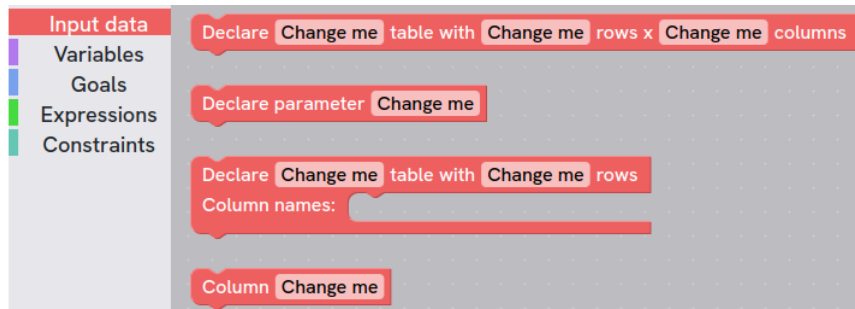 Input data
Variables
Goals
Expressions
Constraints
Declare Change me table with Change me rows x Change me columns
Declare parameter Change me
Declare Change me table with Change me rows
Column names:
Column Change me